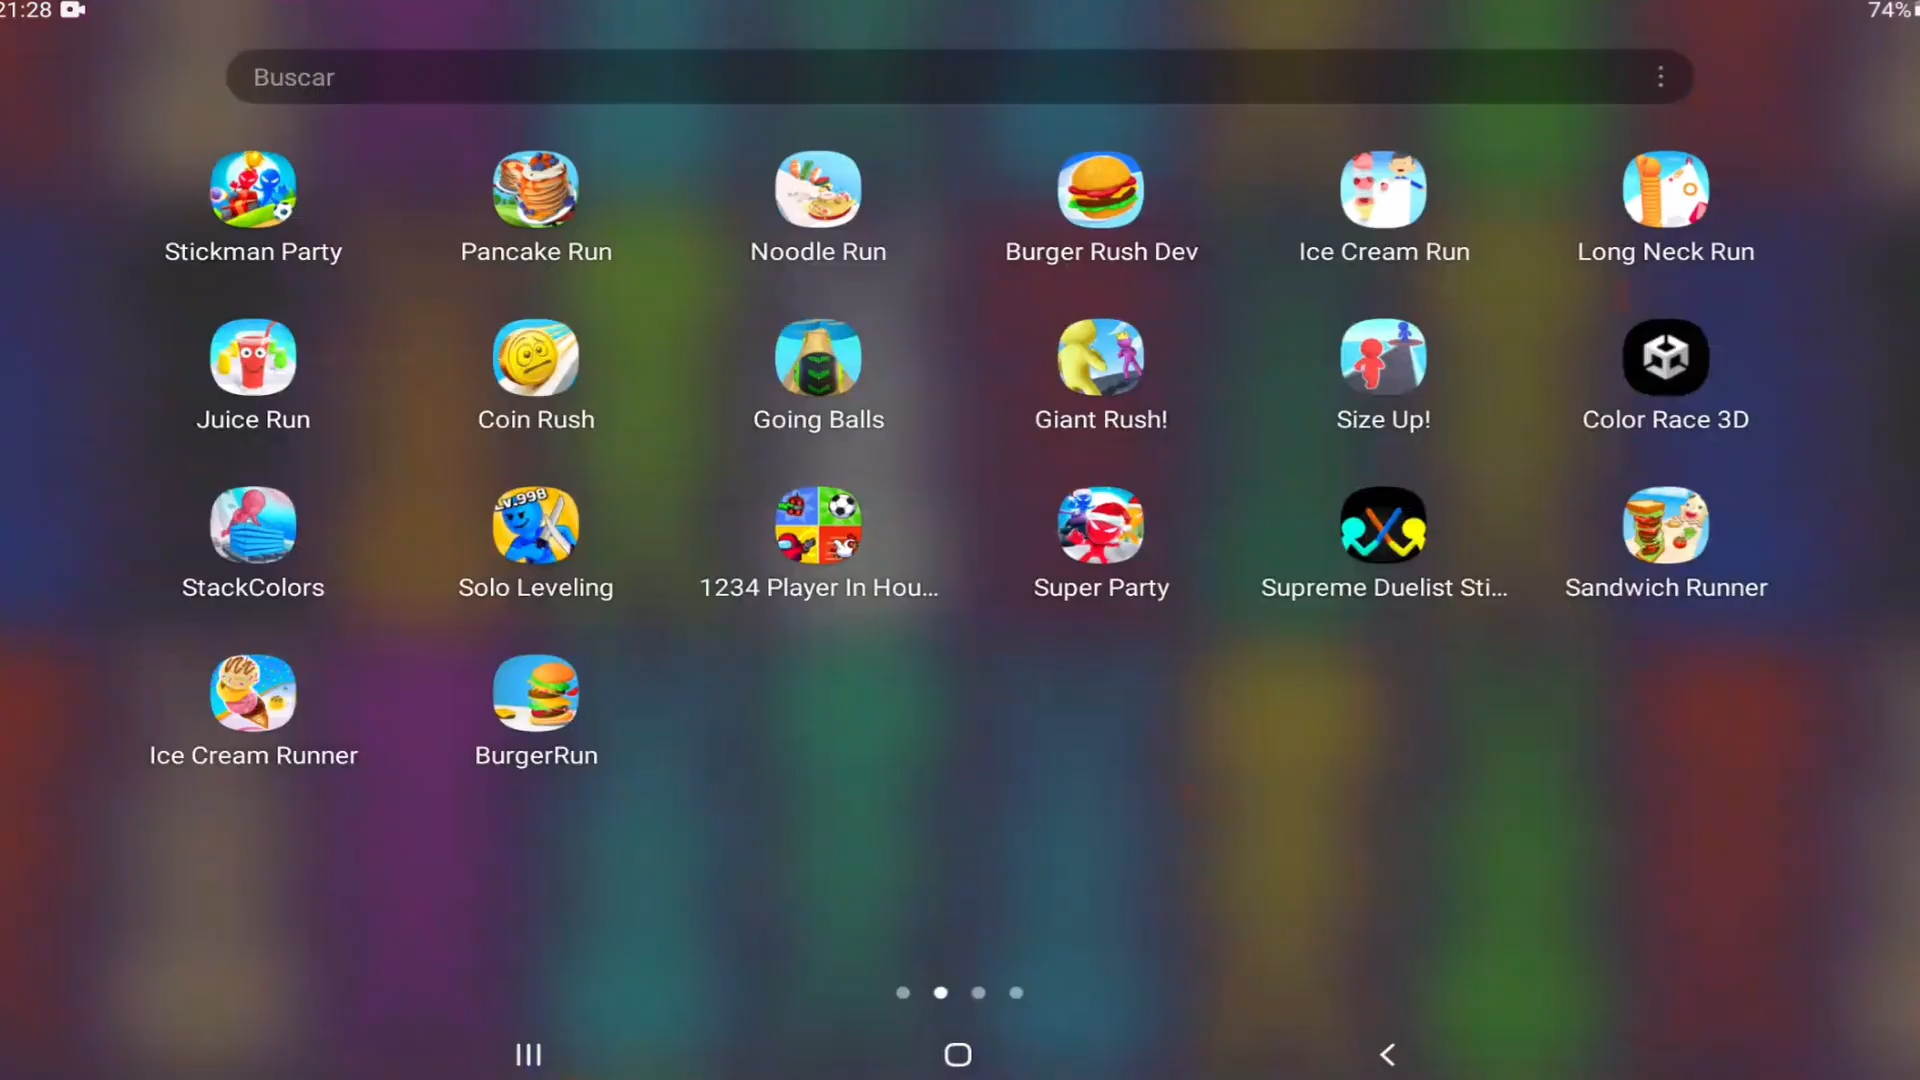 21:28
74%
Buscar
Stickman Party
Pancake Run
Noodle Run
Burger Rush Dev
Ice Cream Run
Long Neck Run
Juice Run
Coin Rush
Going Balls
Giant Rush!
Size Up!
Color Race 3D
Lv.998
StackColors
Solo Leveling
1234 Player In Hou...
Super Party
Supreme Duelist Sti...
Sandwich Runner
Ice Cream Runner
BurgerRun